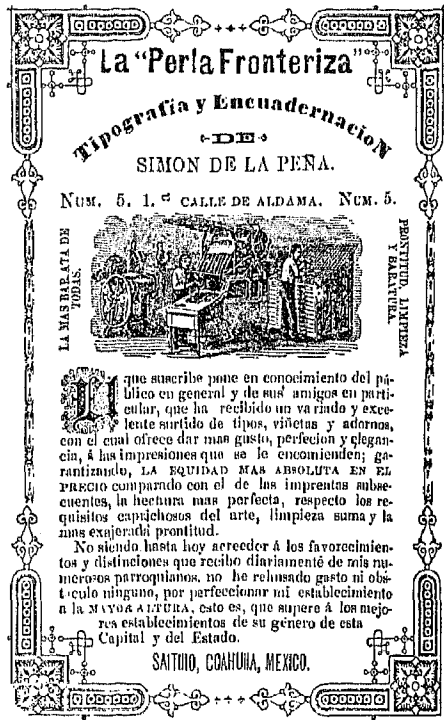 La "Perla Fronteriza"
Tipografía y Encuadernacion
DE
SIMON DE LA PEÑA.
NUM. 5. 1.ᵃ CALLE DE ALDAMA. NUM. 5.
LA MAS BARATA DE
TODAS.
PRONTITUD, LIMPIEZA
Y BARATURA.
El que suscribe pone en conocimiento del pú-
blico en general y de sus amigos en parti-
cular, que ha recibido un variado y exce-
lente surtido de tipos, viñetas y adornos,
con el cual ofrece dar mas gusto, perfecion y elegan-
cia, á las impresiones que se le encomienden; ga-
rantizando, LA EQUIDAD MAS ABSOLUTA EN EL
PRECIO comparado con el de las imprentas subse-
cuentes, la hechura mas perfecta, respecto los re-
quisitos caprichosos del arte, limpieza suma y la
mas exajerada prontitud.
No siendo hasta hoy acreedor á los favorecimien-
tos y distinciones que recibo diariamente de mis nu-
merosos parroquianos, no he rehusado gasto ni obs-
táculo ninguno, por perfeccionar mi establecimiento
a la MAYOR ALTURA, esto es, que supere á los mejo-
res establecimientos de su género de esta
Capital y del Estado.
SALTILLO, COAHUILA, MEXICO.